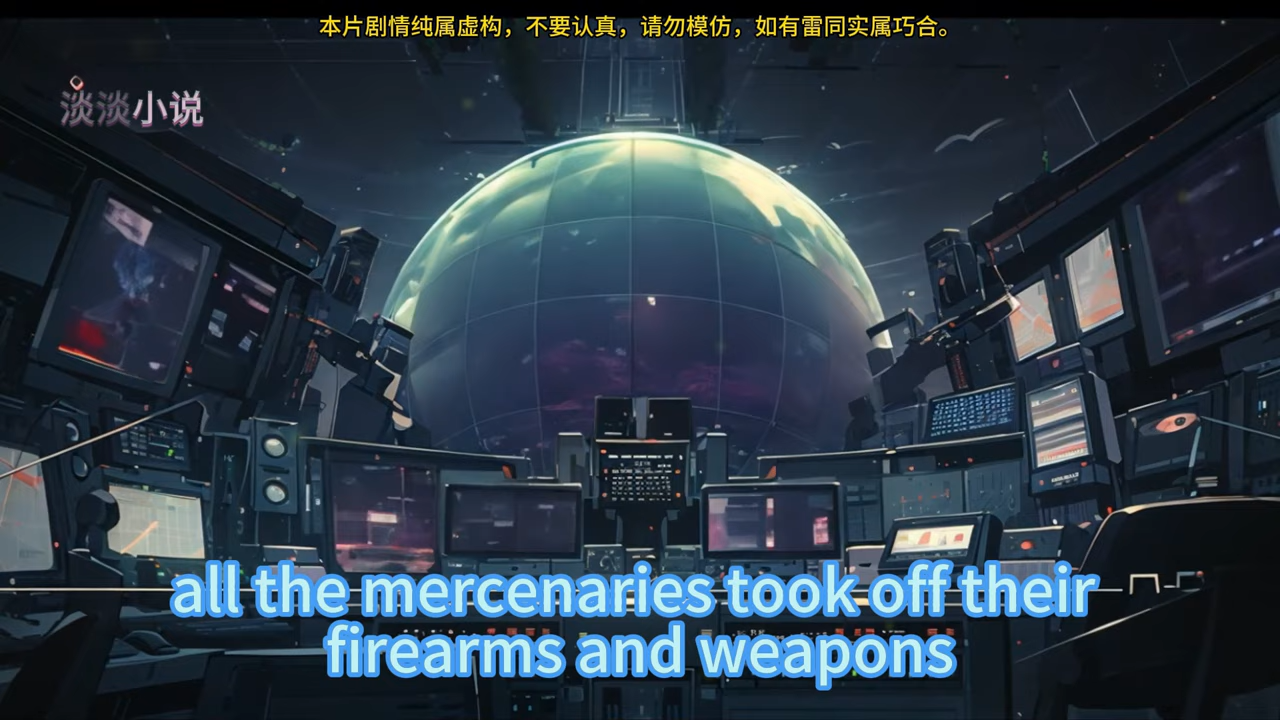 本片剧情纯属虚构，不要认真，请勿模仿，如有雷同实属巧合。
淡淡小说
all the mercenaries took off their
firearms and weapons